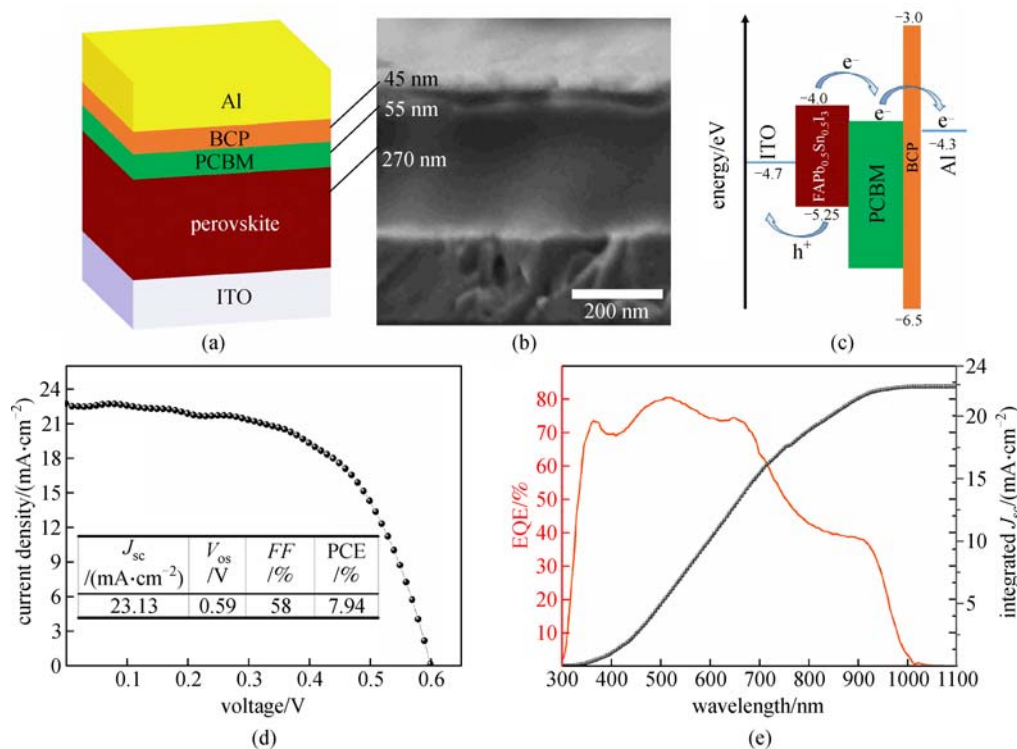 Al
BCP
PCBM
perovskite
ITO
(a)
45 nm
55 nm
270 nm
200 nm
(b)
energy/eV
ITO
−4.7
−4.0
FAPb0.5Sn0.5I3
−5.25
h+
e−
PCBM
e−
−3.0
BCP
−6.5
e−
−4.3
Al
(c)
current density/(mA·cm−2)
24
21
18
15
12
9
6
3
0
Jsc /(mA·cm−2) Vos /V FF /% PCE /%
23.13 0.59 58 7.94
0.1 0.2 0.3 0.4 0.5 0.6
voltage/V
(d)
EQE/%
80
70
60
50
40
30
20
10
300 400 500 600 700 800 900 1000 1100
wavelength/nm
24
20
15
10
5
0
integrated Jsc/(mA·cm−2)
(e)